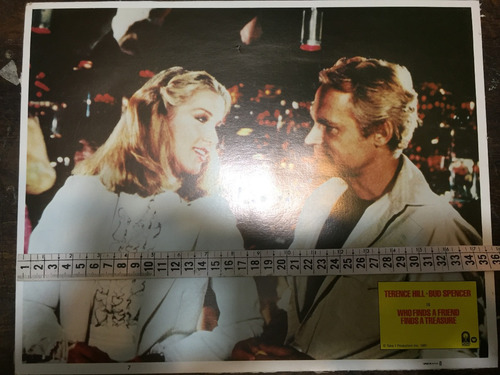 1 2 3 4 5 6 7 8 9 10 11 12 13 14 15 16 17 18 19 20 21 22 23 24 25 26 27 28 29 30 31 32 33 34 35 36
TERENCE HILL · BUD SPENCER
in
WHO FINDS A FRIEND
FINDS A TREASURE
7